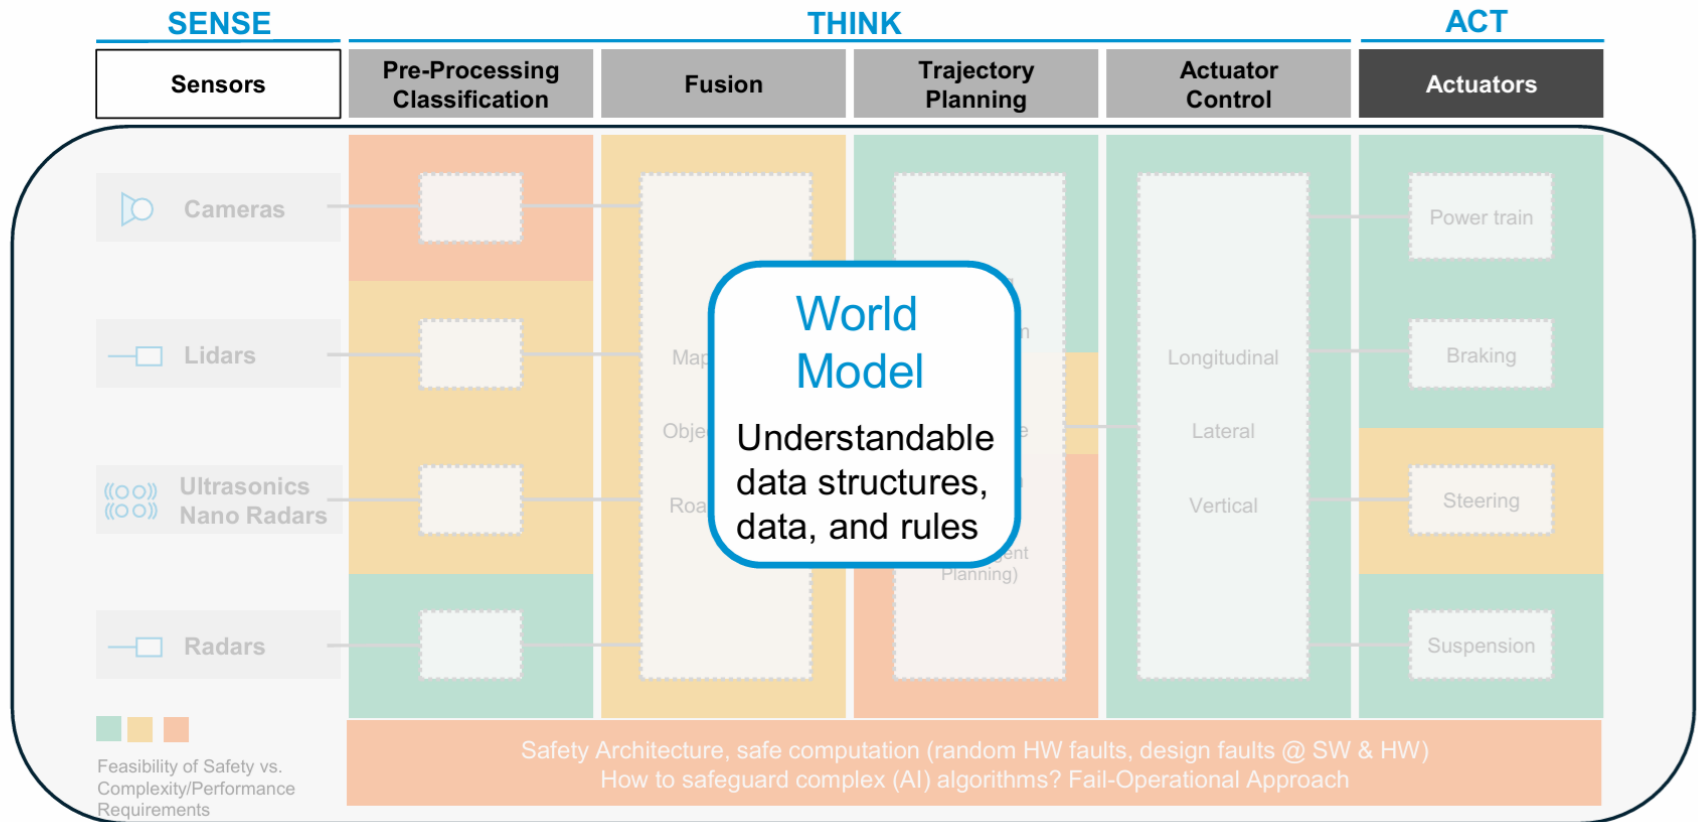 SENSE
THINK
ACT
Sensors
Pre-Processing
Classification
Fusion
Trajectory
Planning
Actuator
Control
Actuators
Cameras
Lidars
Ultrasonics
Nano Radars
Radars
World
Model
Understandable
data structures,
data, and rules
Planning)
Longitudinal
Lateral
Vertical
Power train
Braking
Steering
Suspension
Feasibility of Safety vs.
Complexity/Performance
Requirements
Safety Architecture, safe computation (random HW faults, design faults @ SW & HW)
How to safeguard complex (AI) algorithms? Fail-Operational Approach